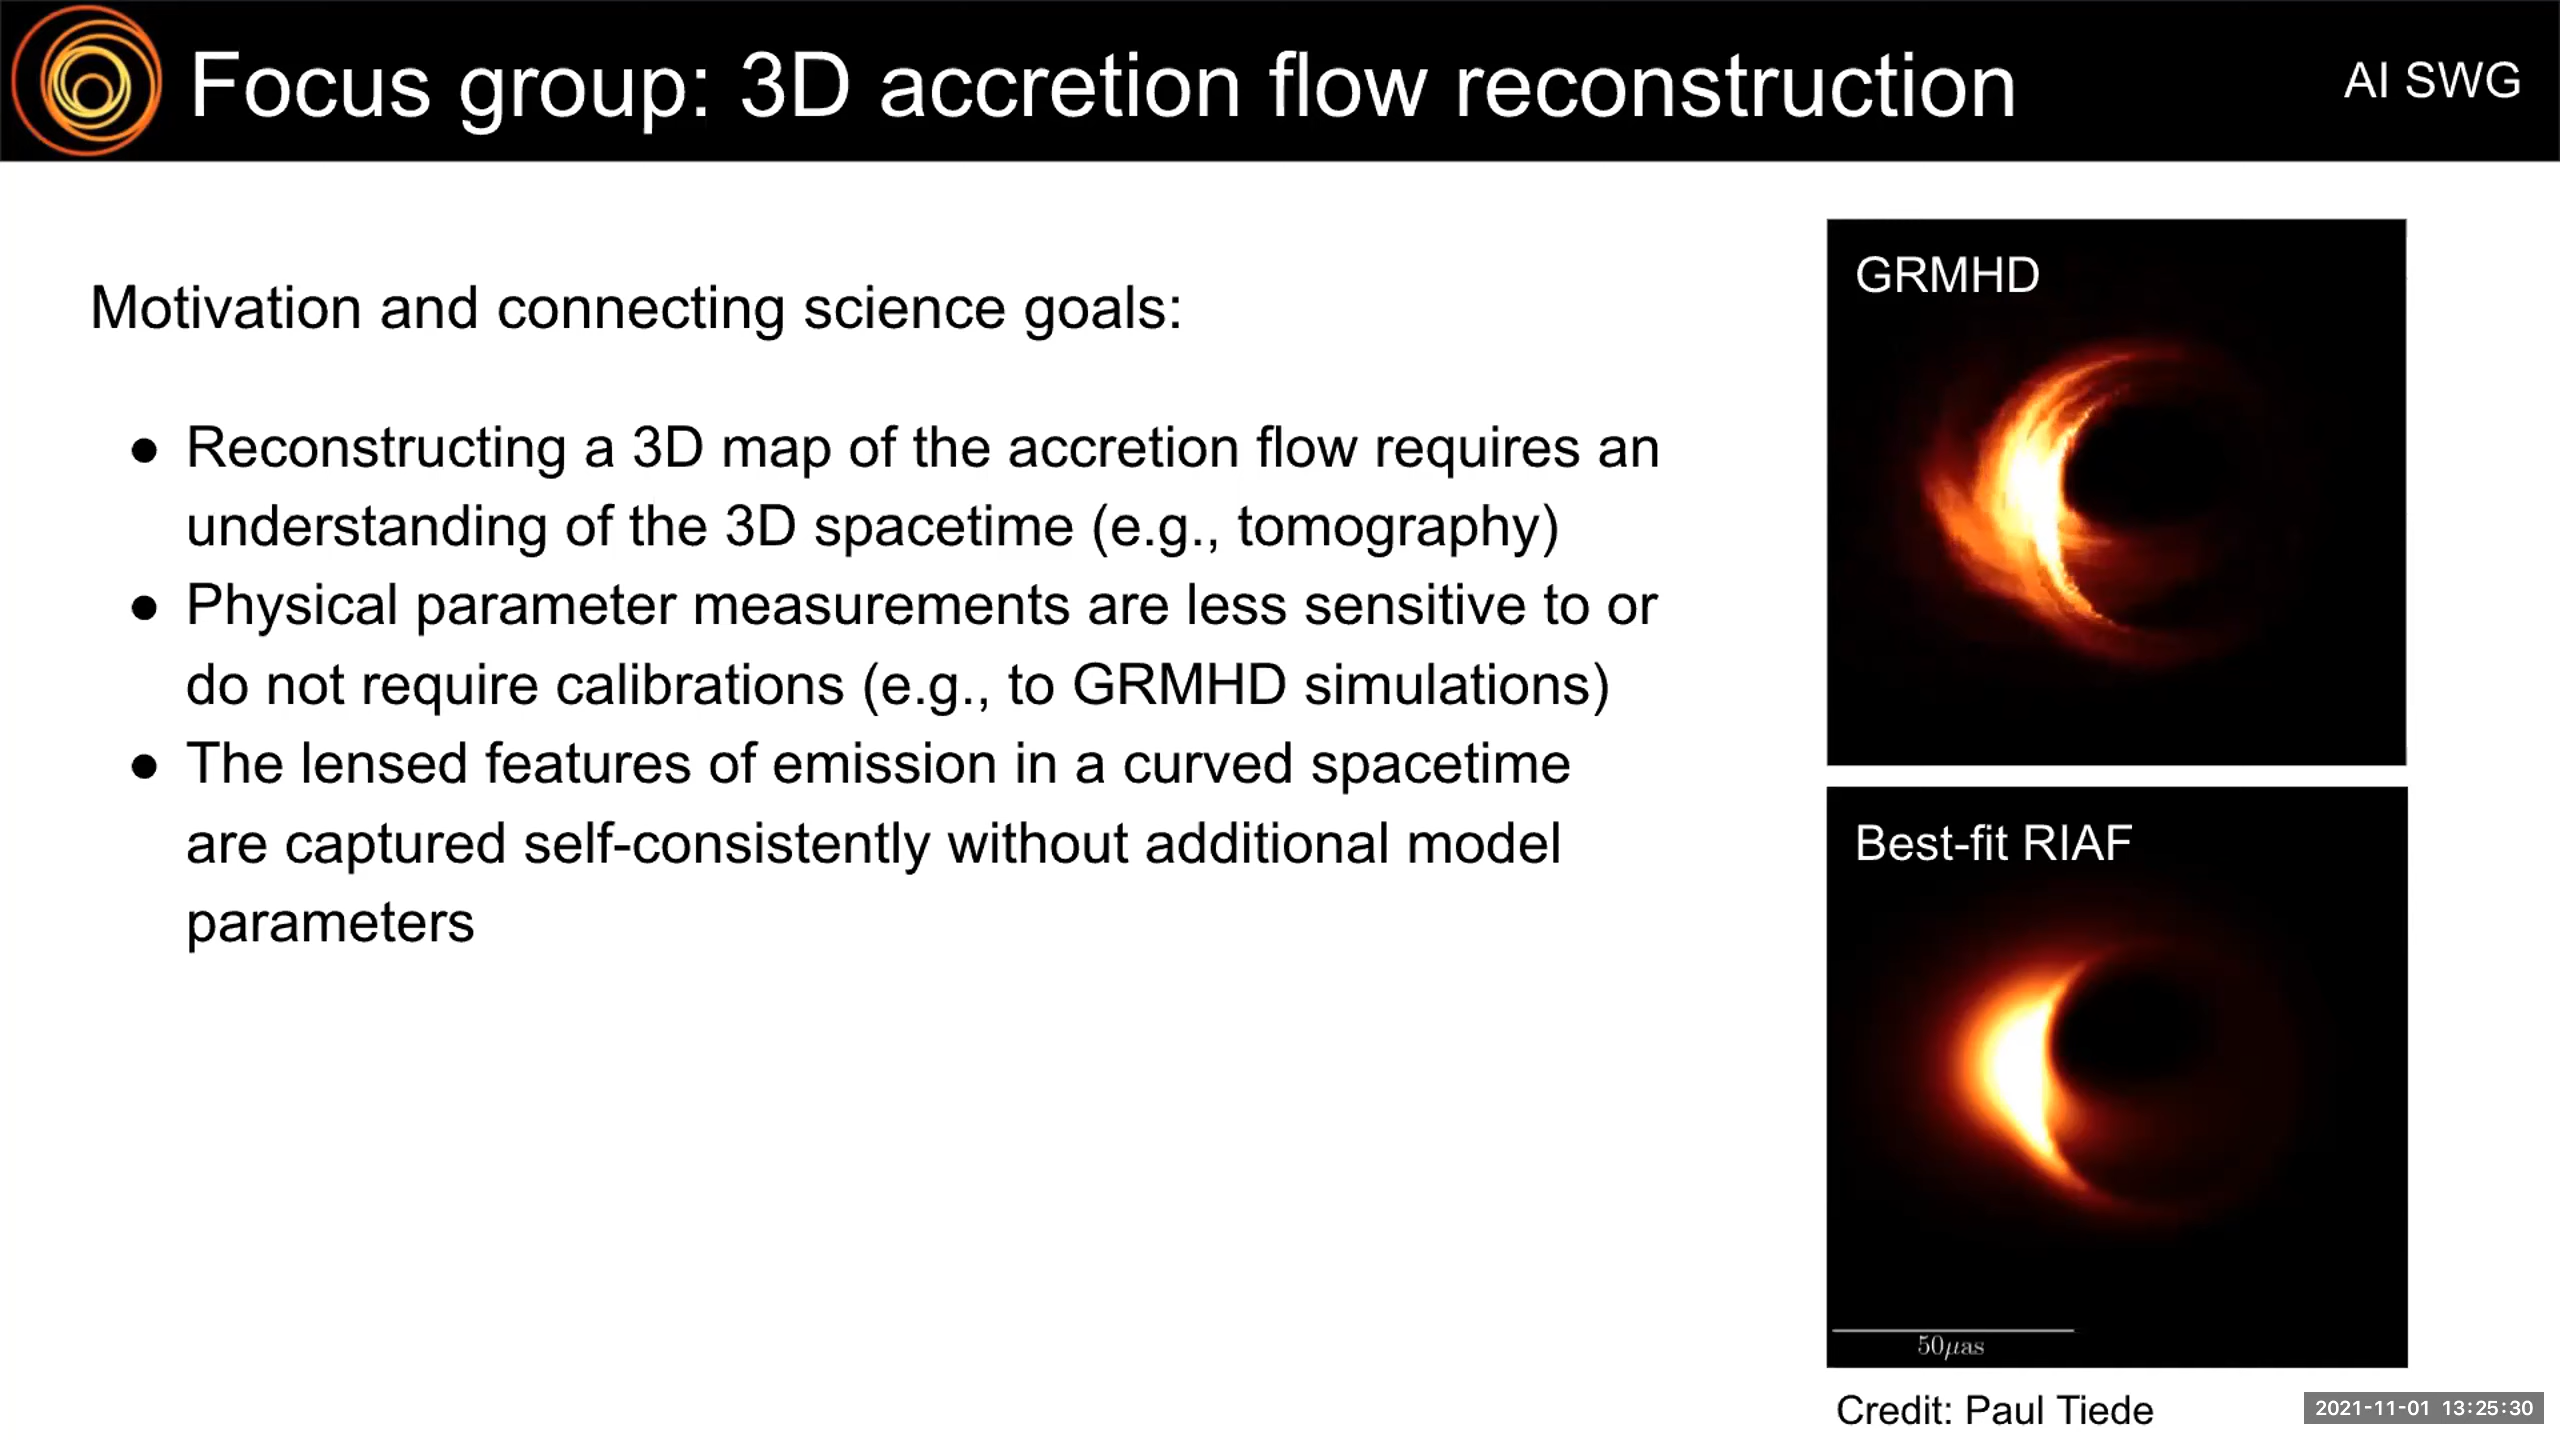 Focus group: 3D accretion flow reconstruction
AI SWG
Motivation and connecting science goals:
● Reconstructing a 3D map of the accretion flow requires an
understanding of the 3D spacetime (e.g., tomography)
● Physical parameter measurements are less sensitive to or
do not require calibrations (e.g., to GRMHD simulations)
● The lensed features of emission in a curved spacetime
are captured self-consistently without additional model
parameters
GRMHD
Best-fit RIAF
50μas
Credit: Paul Tiede
2021-11-01 13:25:30